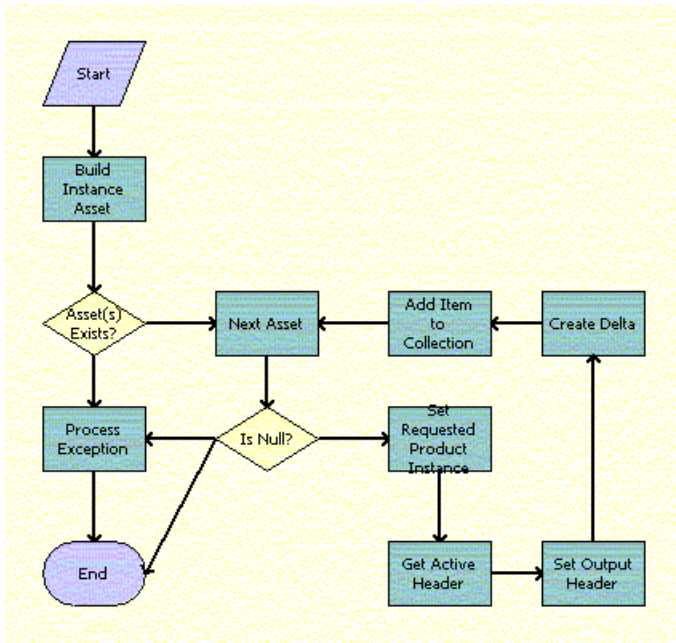 Start
Build
Instance
Asset
Asset(s)
Exists?
Next Asset
Add Item
to
Collection
Create Delta
Process
Exception
Is Null?
Set
Requested
Product
Instance
End
Get Active
Header
Set Output
Header